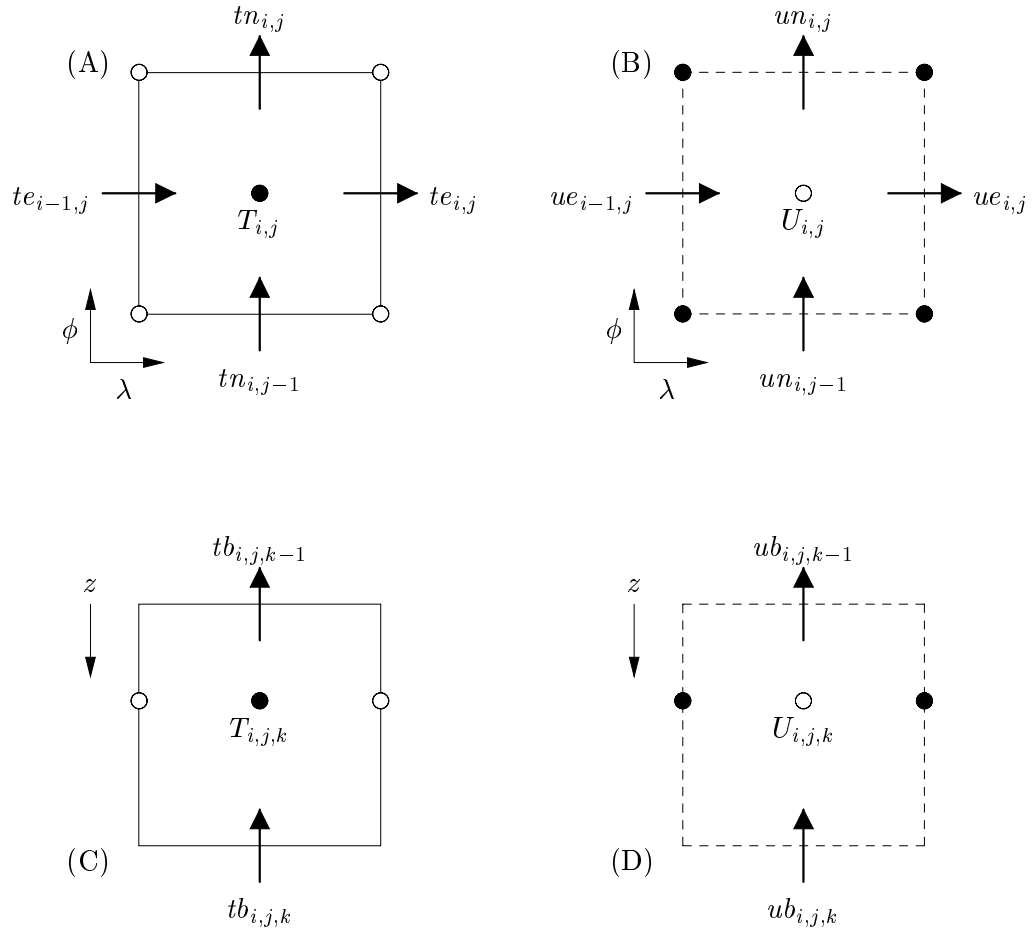 tn_{i,j}
un_{i,j}
(A)
(B)
te_{i−1,j}
te_{i,j}
T_{i,j}
ue_{i−1,j}
ue_{i,j}
U_{i,j}
ϕ
λ
tn_{i,j−1}
ϕ
λ
un_{i,j−1}
tb_{i,j,k−1}
ub_{i,j,k−1}
z
z
T_{i,j,k}
U_{i,j,k}
(C)
(D)
tb_{i,j,k}
ub_{i,j,k}